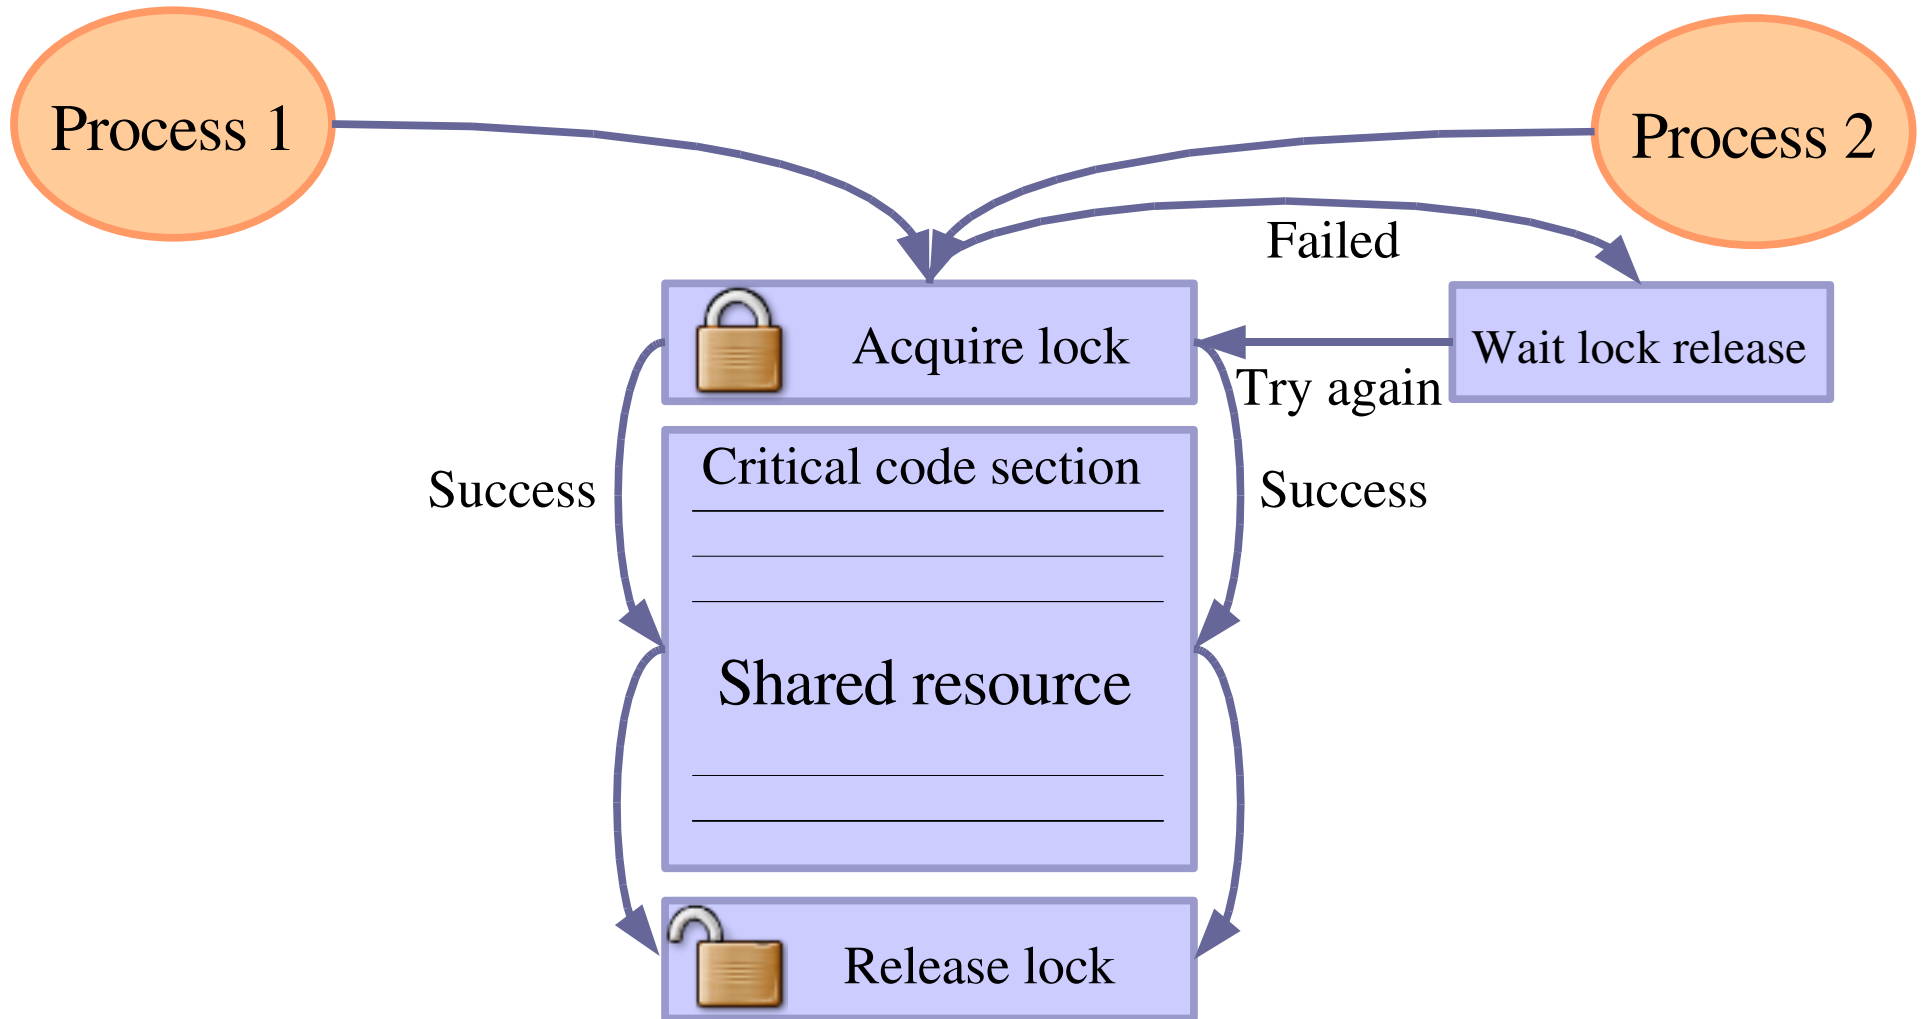 Process 1
Process 2
Failed
Acquire lock
Wait lock release
Try again
Critical code section
Success
Success
Shared resource
Release lock